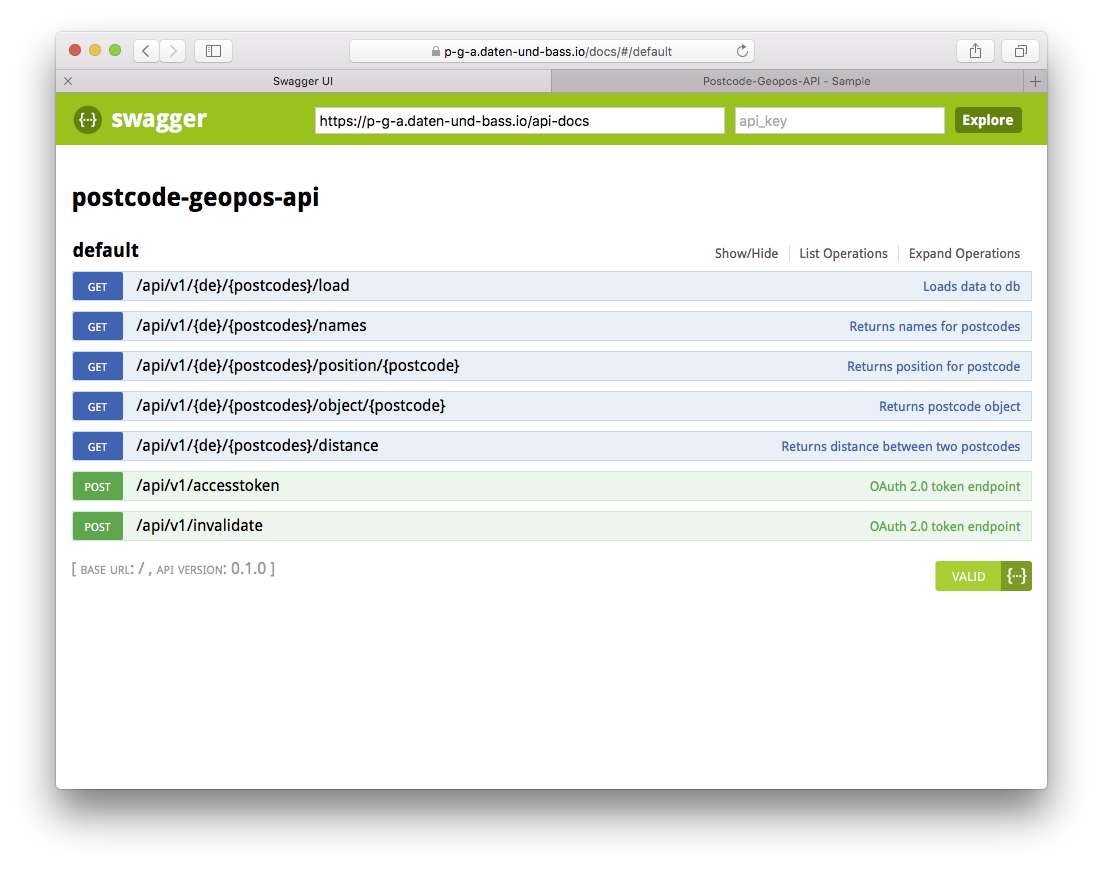 p-g-a.daten-und-bass.io/docs/#/default
Swagger UI
Postcode-Geopos-API - Sample
{··} swagger https://p-g-a.daten-und-bass.io/api-docs api_key Explore
postcode-geopos-api
default Show/Hide List Operations Expand Operations
GET /api/v1/{de}/{postcodes}/load Loads data to db
GET /api/v1/{de}/{postcodes}/names Returns names for postcodes
GET /api/v1/{de}/{postcodes}/position/{postcode} Returns position for postcode
GET /api/v1/{de}/{postcodes}/object/{postcode} Returns postcode object
GET /api/v1/{de}/{postcodes}/distance Returns distance between two postcodes
POST /api/v1/accesstoken OAuth 2.0 token endpoint
POST /api/v1/invalidate OAuth 2.0 token endpoint
[ BASE URL: / , API VERSION: 0.1.0 ]
VALID {···}